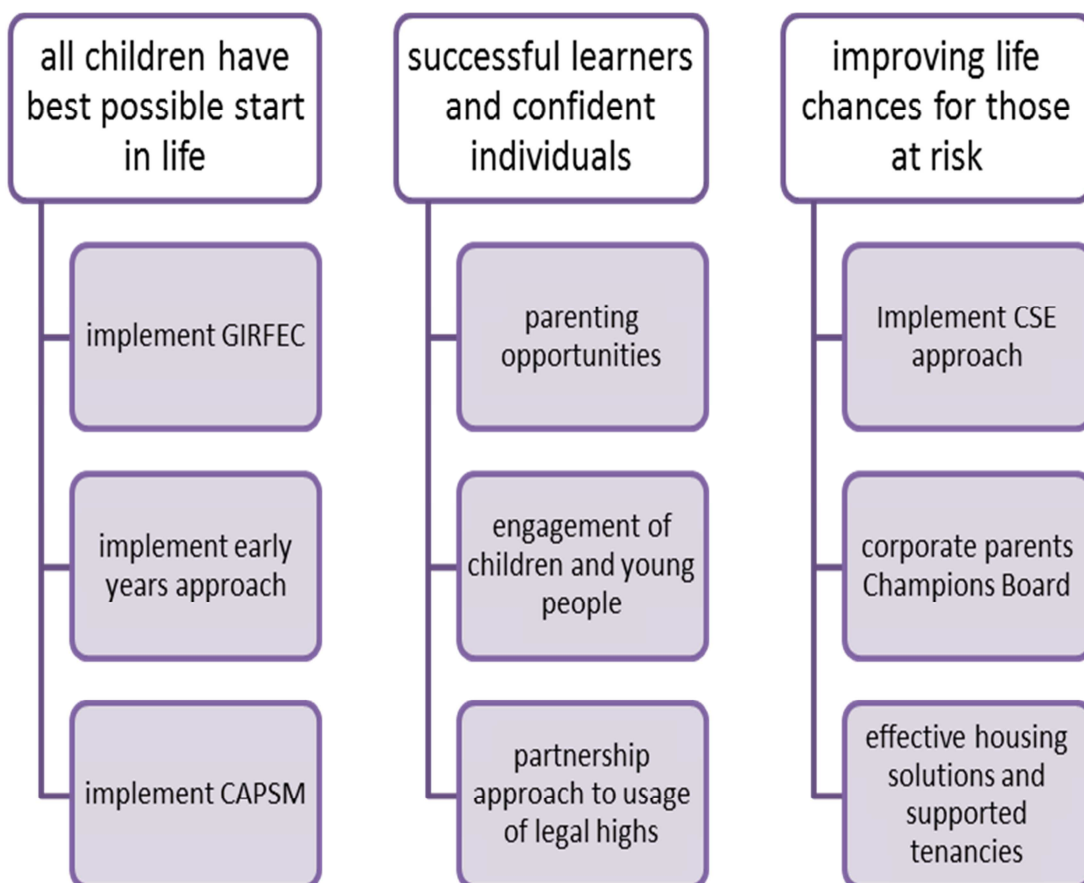 all children have
best possible start
in life
implement GIRFEC
implement early
years approach
implement CAPSM
successful learners
and confident
individuals
parenting
opportunities
engagement of
children and young
people
partnership
approach to usage
of legal highs
improving life
chances for those
at risk
Implement CSE
approach
corporate parents
Champions Board
effective housing
solutions and
supported
tenancies